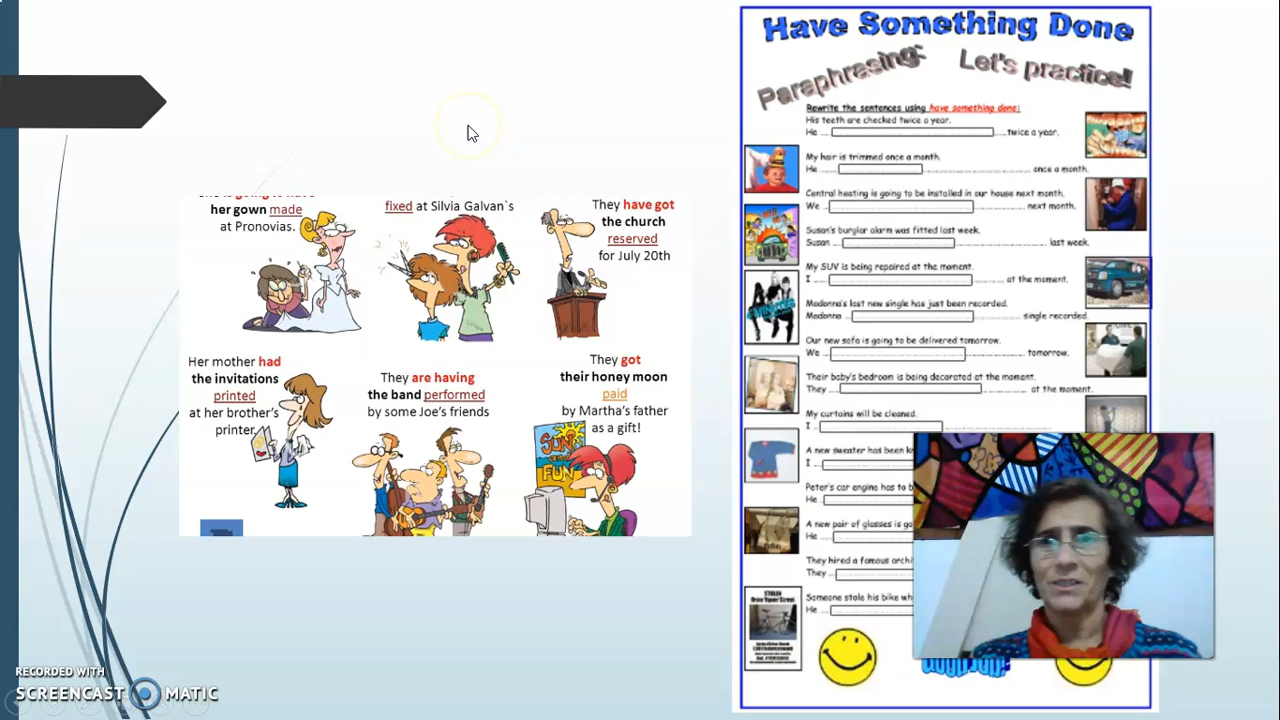 her gown made
at Pronovias.
fixed at Silvia Galvan`s
They have got
the church
reserved
for July 20th
Her mother had
the invitations
printed
at her brother's
printer.
They are having
the band performed
by some Joe's friends
They got
their honey moon
paid
by Martha's father
as a gift!
SUN
FUN
Have Something Done
Paraphrasing: Let's practice!
Rewrite the sentences using have something done:
His teeth are checked twice a year.
He twice a year.
My hair is trimmed once a month.
He once a month.
Central heating is going to be installed in our house next month.
We next month.
Susan's burglar alarm was fitted last week.
Susan last week.
My SUV is being repaired at the moment.
I at the moment.
Madonna's last new single has just been recorded.
Madonna single recorded.
Our new sofa is going to be delivered tomorrow.
We tomorrow.
Their baby's bedroom is being decorated at the moment.
They at the moment.
My curtains will be cleaned.
I
A new sweater has been
I
Peter's car engine has to
He
A new pair of glasses is
He
They hired a famous
They
Someone stole his bike
He
STOLEN
RECORDED WITH
SCREENCAST MATIC